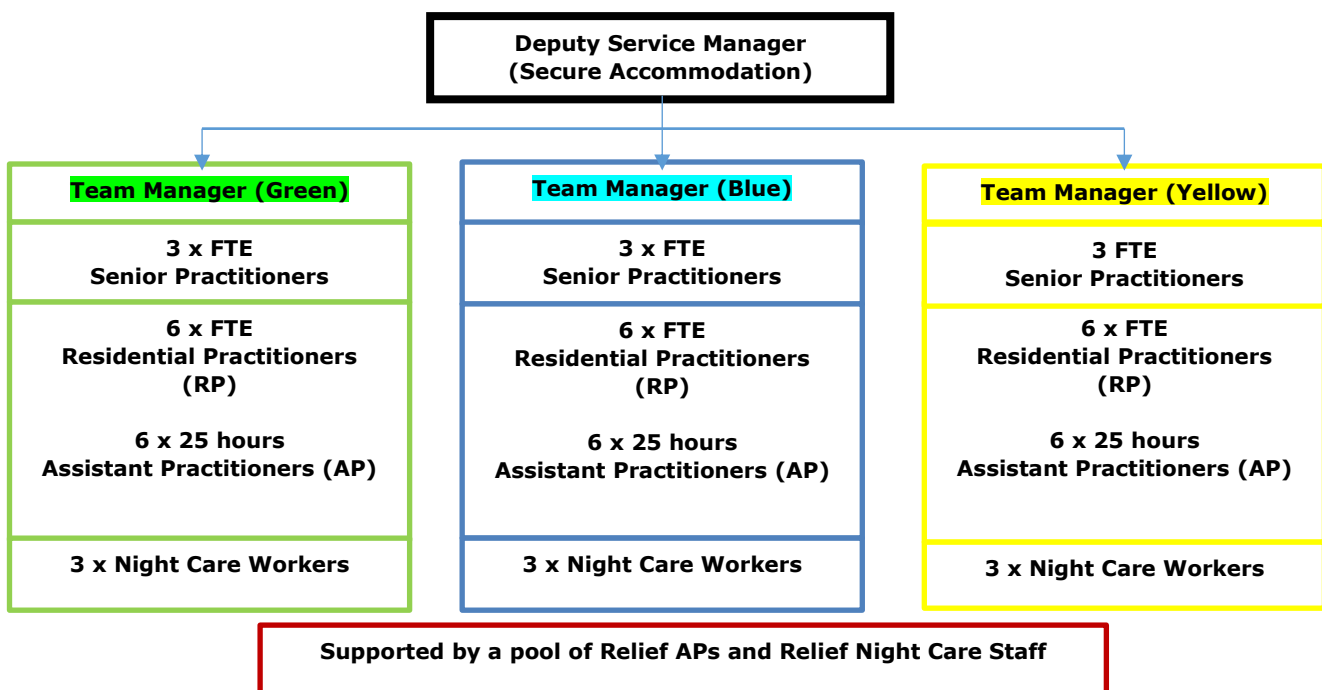 Deputy Service Manager
(Secure Accommodation)
Team Manager (Green)
3 x FTE
Senior Practitioners
6 x FTE
Residential Practitioners
(RP)
6 x 25 hours
Assistant Practitioners (AP)
3 x Night Care Workers
Team Manager (Blue)
3 x FTE
Senior Practitioners
6 x FTE
Residential Practitioners
(RP)
6 x 25 hours
Assistant Practitioners (AP)
3 x Night Care Workers
Team Manager (Yellow)
3 FTE
Senior Practitioners
6 x FTE
Residential Practitioners
(RP)
6 x 25 hours
Assistant Practitioners (AP)
3 x Night Care Workers
Supported by a pool of Relief APs and Relief Night Care Staff